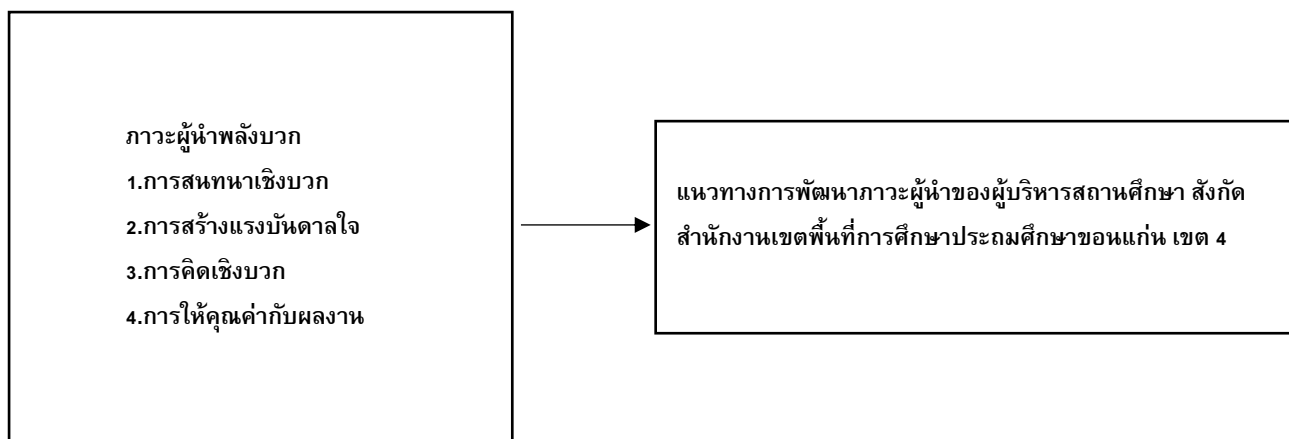 ภาวะผู้นำพลังบวก
1.การสนทนาเชิงบวก
2.การสร้างแรงบันดาลใจ
3.การคิดเชิงบวก
4.การให้คุณค่ากับผลงาน
แนวทางการพัฒนาภาวะผู้นำของผู้บริหารสถานศึกษา สังกัด
สำนักงานเขตพื้นที่การศึกษาประถมศึกษาขอนแก่น เขต 4